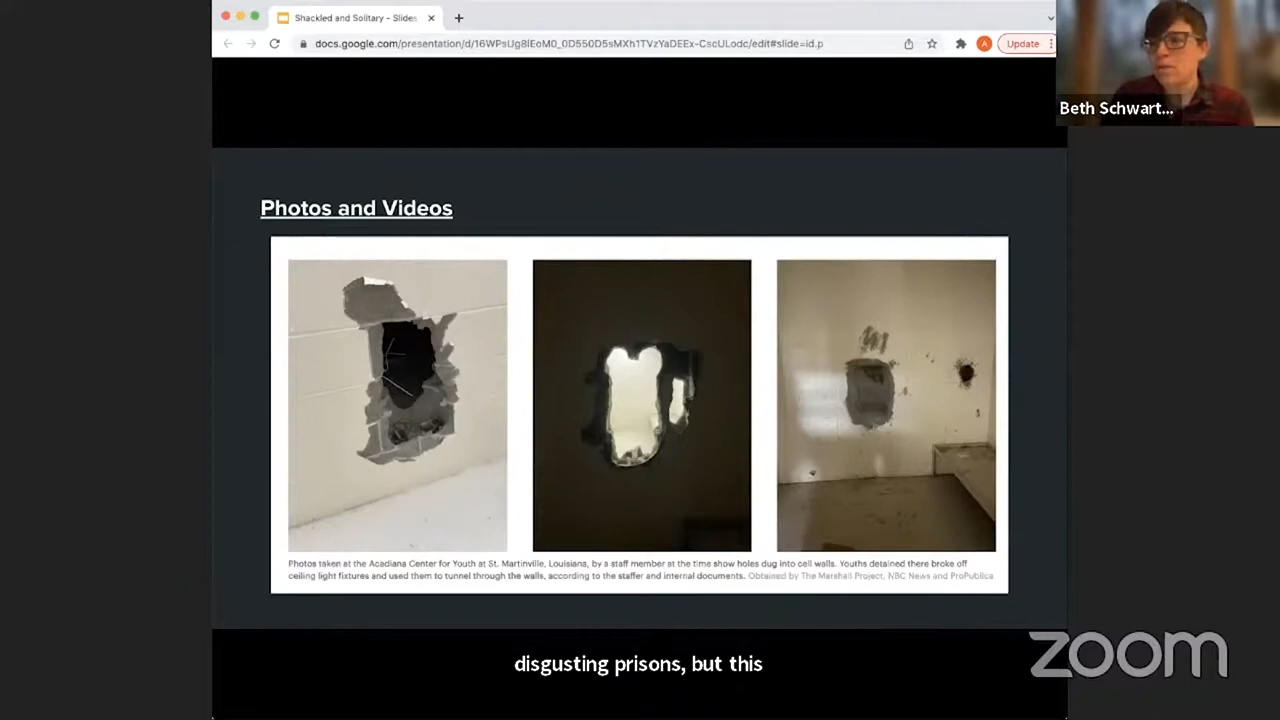 Shackled and Solitary - Slides
docs.google.com/presentation/d/16WPsUg8IEoM0_0D550D5sMXh1TVzYaDEEx-CscULodc/edit#slide=id.p
A
Update
Beth Schwart...
Photos and Videos
Photos taken at the Acadiana Center for Youth at St. Martinville, Louisiana, by a staff member at the time show holes dug into cell walls. Youths detained there broke off
ceiling light fixtures and used them to tunnel through the walls, according to the staffer and internal documents. Obtained by The Marshall Project, NBC News and ProPublica
disgusting prisons, but this
zoom